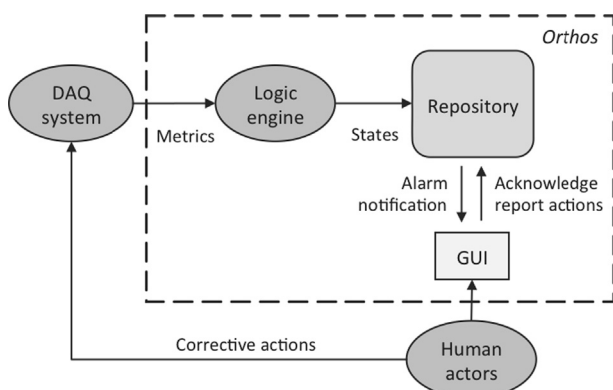 Orthos
DAQ
system
Logic
engine
Repository
Metrics
States
Alarm
notification
Acknowledge
report actions
GUI
Corrective actions
Human
actors